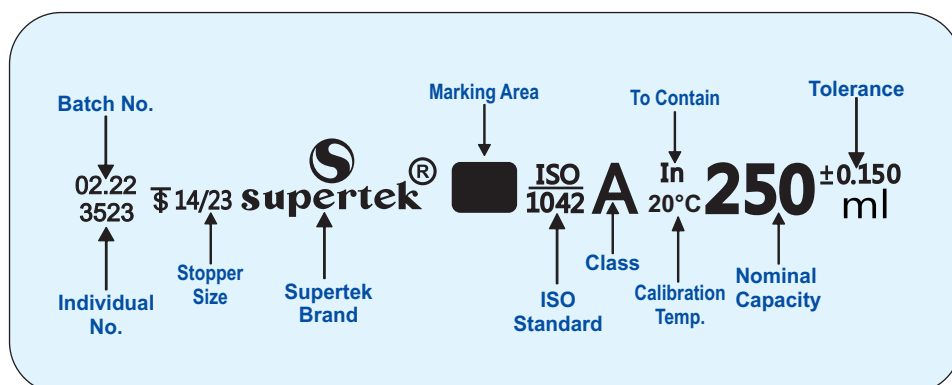 Batch No.
Marking Area
To Contain
Tolerance
02.22
3523
$ 14/23
S
supertek®
ISO
1042
A
In
20°C
250
±0.150
ml
Individual
No.
Stopper
Size
Supertek
Brand
ISO
Standard
Class
Calibration
Temp.
Nominal
Capacity